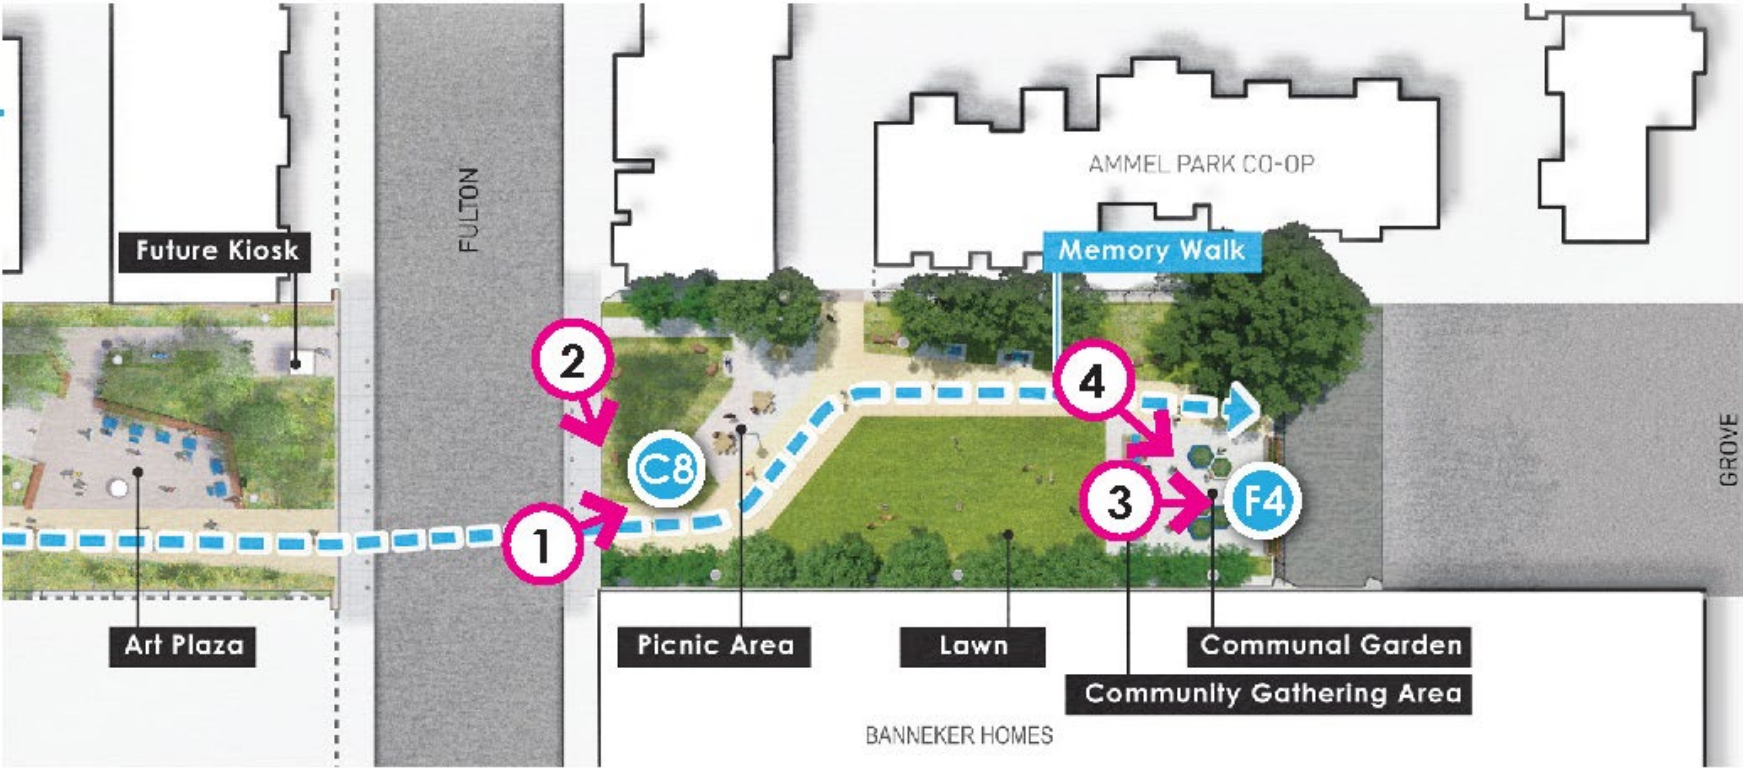 AMMEL PARK CO-OP
FULTON
Future Kiosk
Memory Walk
2
4
GROVE
C8
3
F4
1
Art Plaza
Picnic Area
Lawn
Communal Garden
Community Gathering Area
BANNEKER HOMES